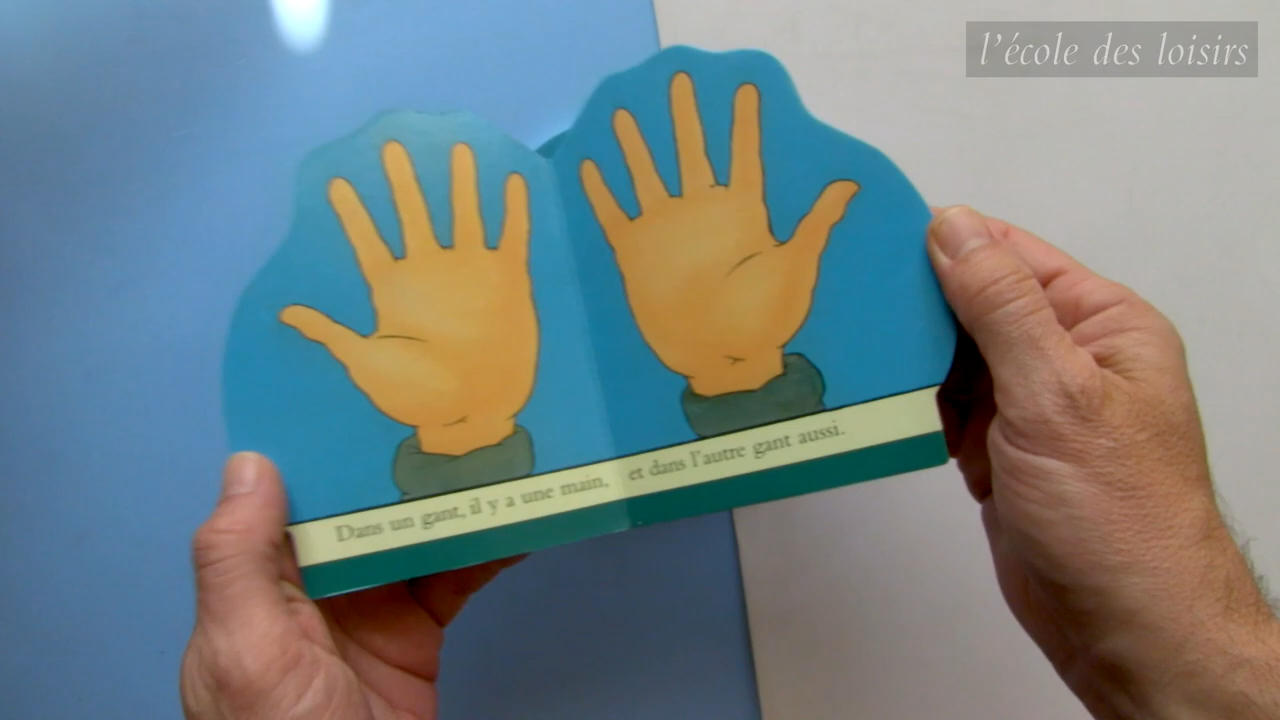 l'école des loisirs
Dans un gant, il y a une main, et dans l'autre gant aussi.